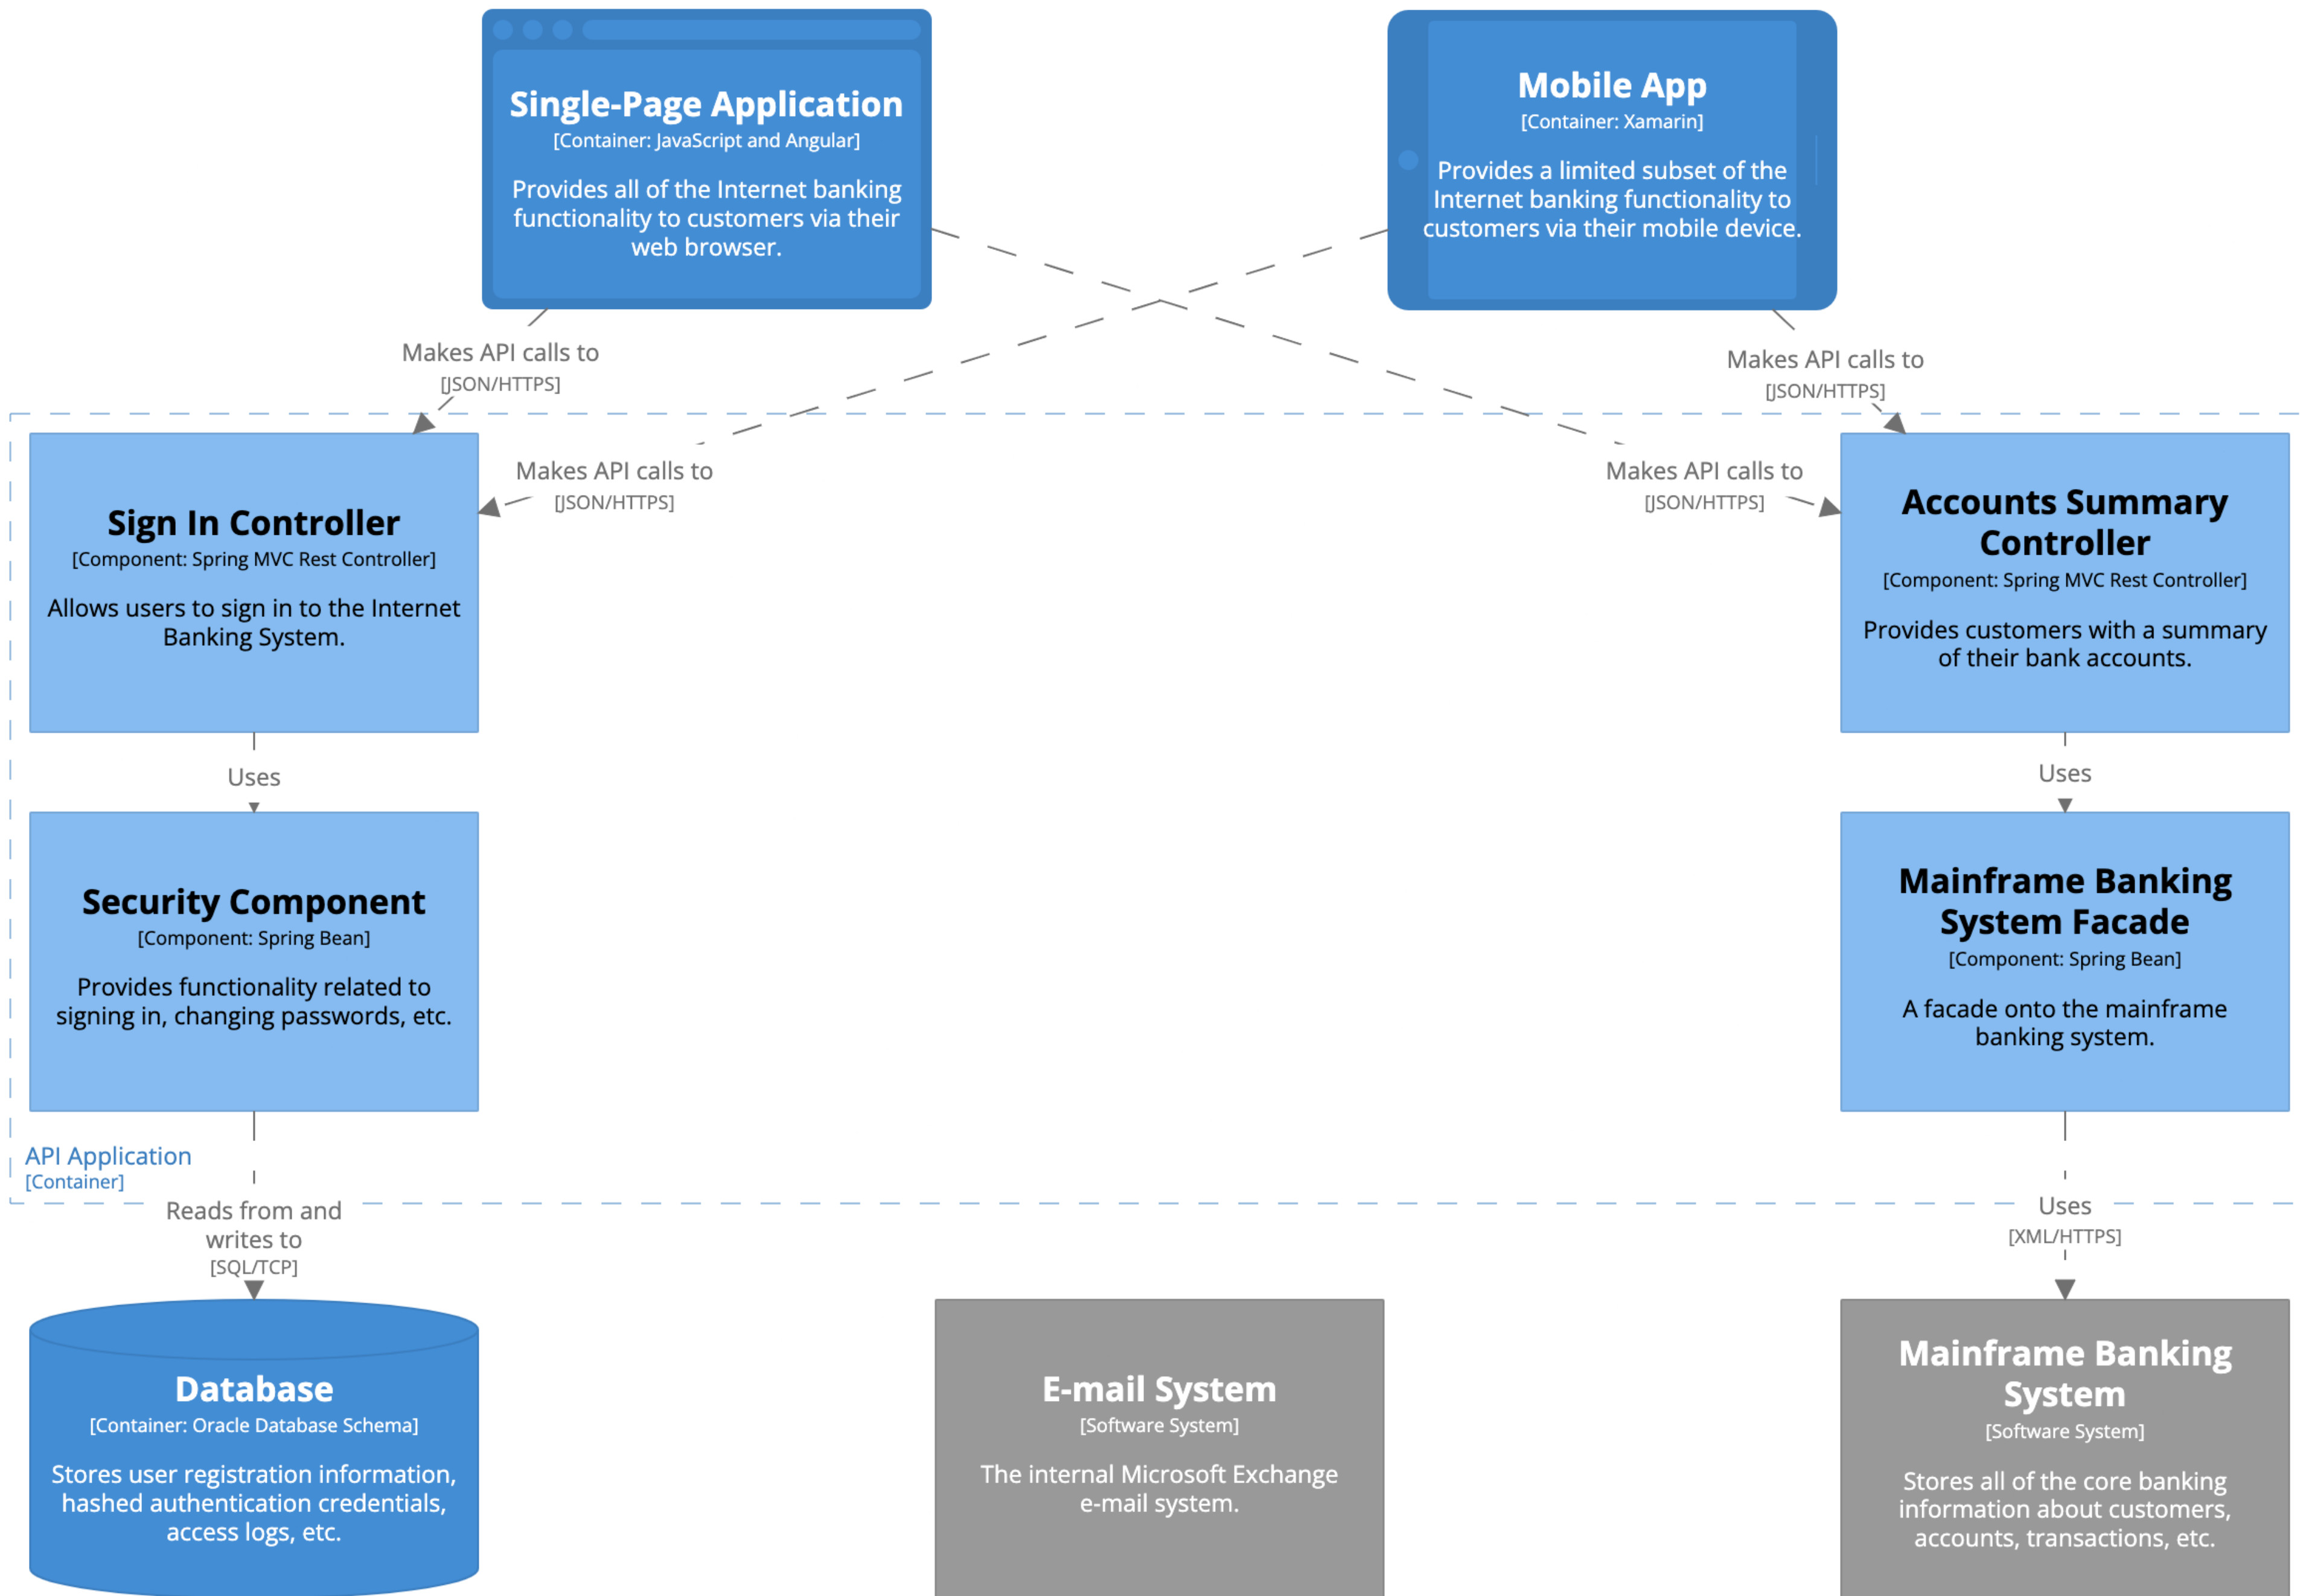 Single-Page Application
[Container: JavaScript and Angular]
Provides all of the Internet banking
functionality to customers via their
web browser.
Mobile App
[Container: Xamarin]
Provides a limited subset of the
Internet banking functionality to
customers via their mobile device.
Makes API calls to
[JSON/HTTPS]
Makes API calls to
[JSON/HTTPS]
Makes API calls to
[JSON/HTTPS]
Makes API calls to
[JSON/HTTPS]
Sign In Controller
[Component: Spring MVC Rest Controller]
Allows users to sign in to the Internet
Banking System.
Accounts Summary
Controller
[Component: Spring MVC Rest Controller]
Provides customers with a summary
of their bank accounts.
Uses
Uses
Security Component
[Component: Spring Bean]
Provides functionality related to
signing in, changing passwords, etc.
Mainframe Banking
System Facade
[Component: Spring Bean]
A facade onto the mainframe
banking system.
API Application
[Container]
Reads from and
writes to
[SQL/TCP]
Uses
[XML/HTTPS]
Database
[Container: Oracle Database Schema]
Stores user registration information,
hashed authentication credentials,
access logs, etc.
E-mail System
[Software System]
The internal Microsoft Exchange
e-mail system.
Mainframe Banking
System
[Software System]
Stores all of the core banking
information about customers,
accounts, transactions, etc.